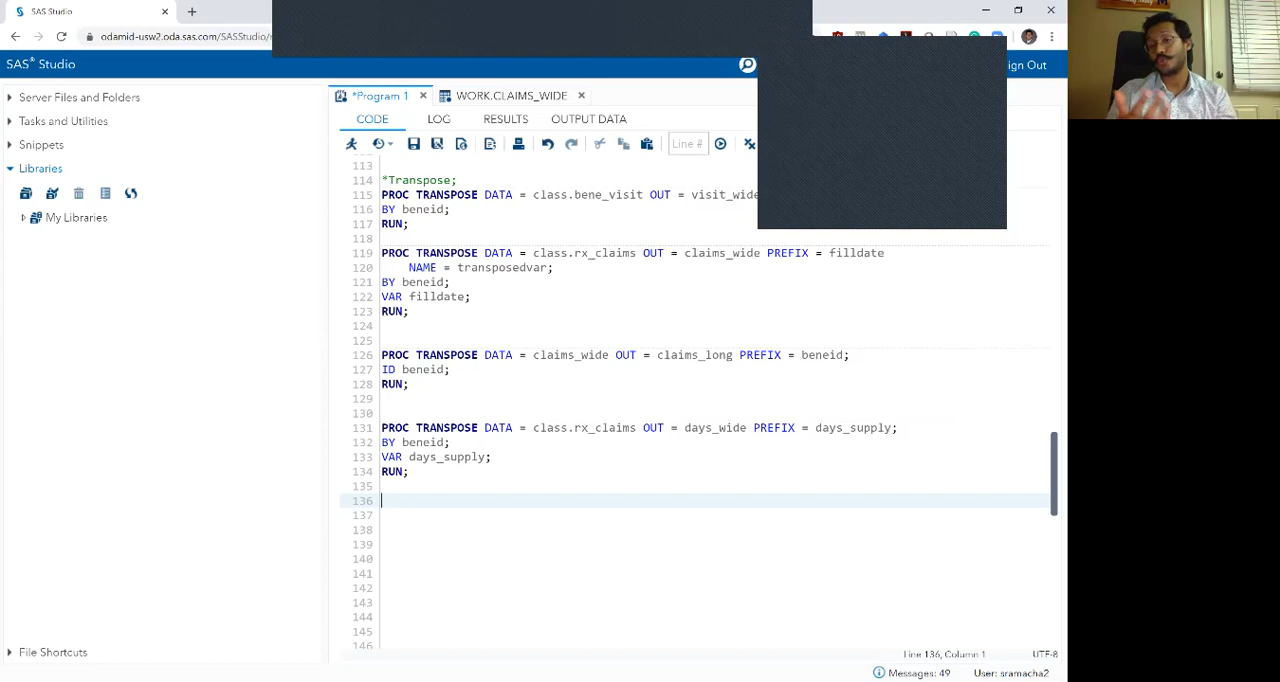 SAS Studio
odamid-usw2.oda.sas.com/SASStudio/
SAS® Studio
ign Out
Server Files and Folders
Tasks and Utilities
Snippets
Libraries
My Libraries
File Shortcuts
*Program 1
WORK.CLAIMS_WIDE
CODE LOG RESULTS OUTPUT DATA
Line #
113
114 *Transpose;
115 PROC TRANSPOSE DATA = class.bene_visit OUT = visit_wide
116 BY beneid;
117 RUN;
118
119 PROC TRANSPOSE DATA = class.rx_claims OUT = claims_wide PREFIX = filldate
120 NAME = transposedvar;
121 BY beneid;
122 VAR filldate;
123 RUN;
124
125
126 PROC TRANSPOSE DATA = claims_wide OUT = claims_long PREFIX = beneid;
127 ID beneid;
128 RUN;
129
130
131 PROC TRANSPOSE DATA = class.rx_claims OUT = days_wide PREFIX = days_supply;
132 BY beneid;
133 VAR days_supply;
134 RUN;
135
136
137
138
139
140
141
142
143
144
145
146
Line 136, Column 1 UTF-8
Messages: 49 User: sramacha2